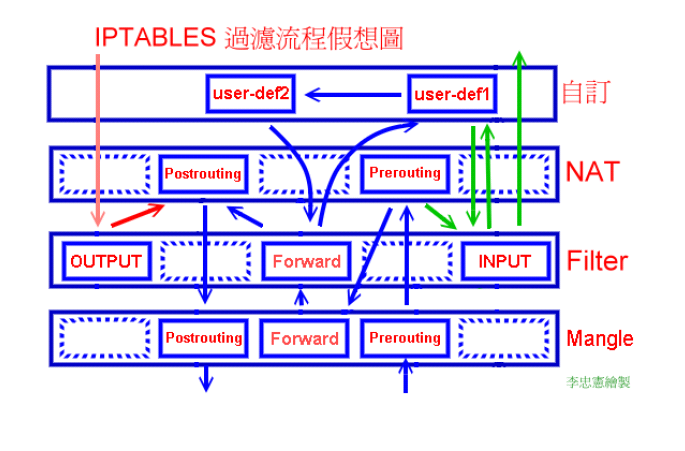 IPTABLES 過濾流程假想圖
user-def2 user-def1 自訂
Postrouting Prerouting NAT
OUTPUT Forward INPUT Filter
Postrouting Forward Prerouting Mangle
李忠憲繪製